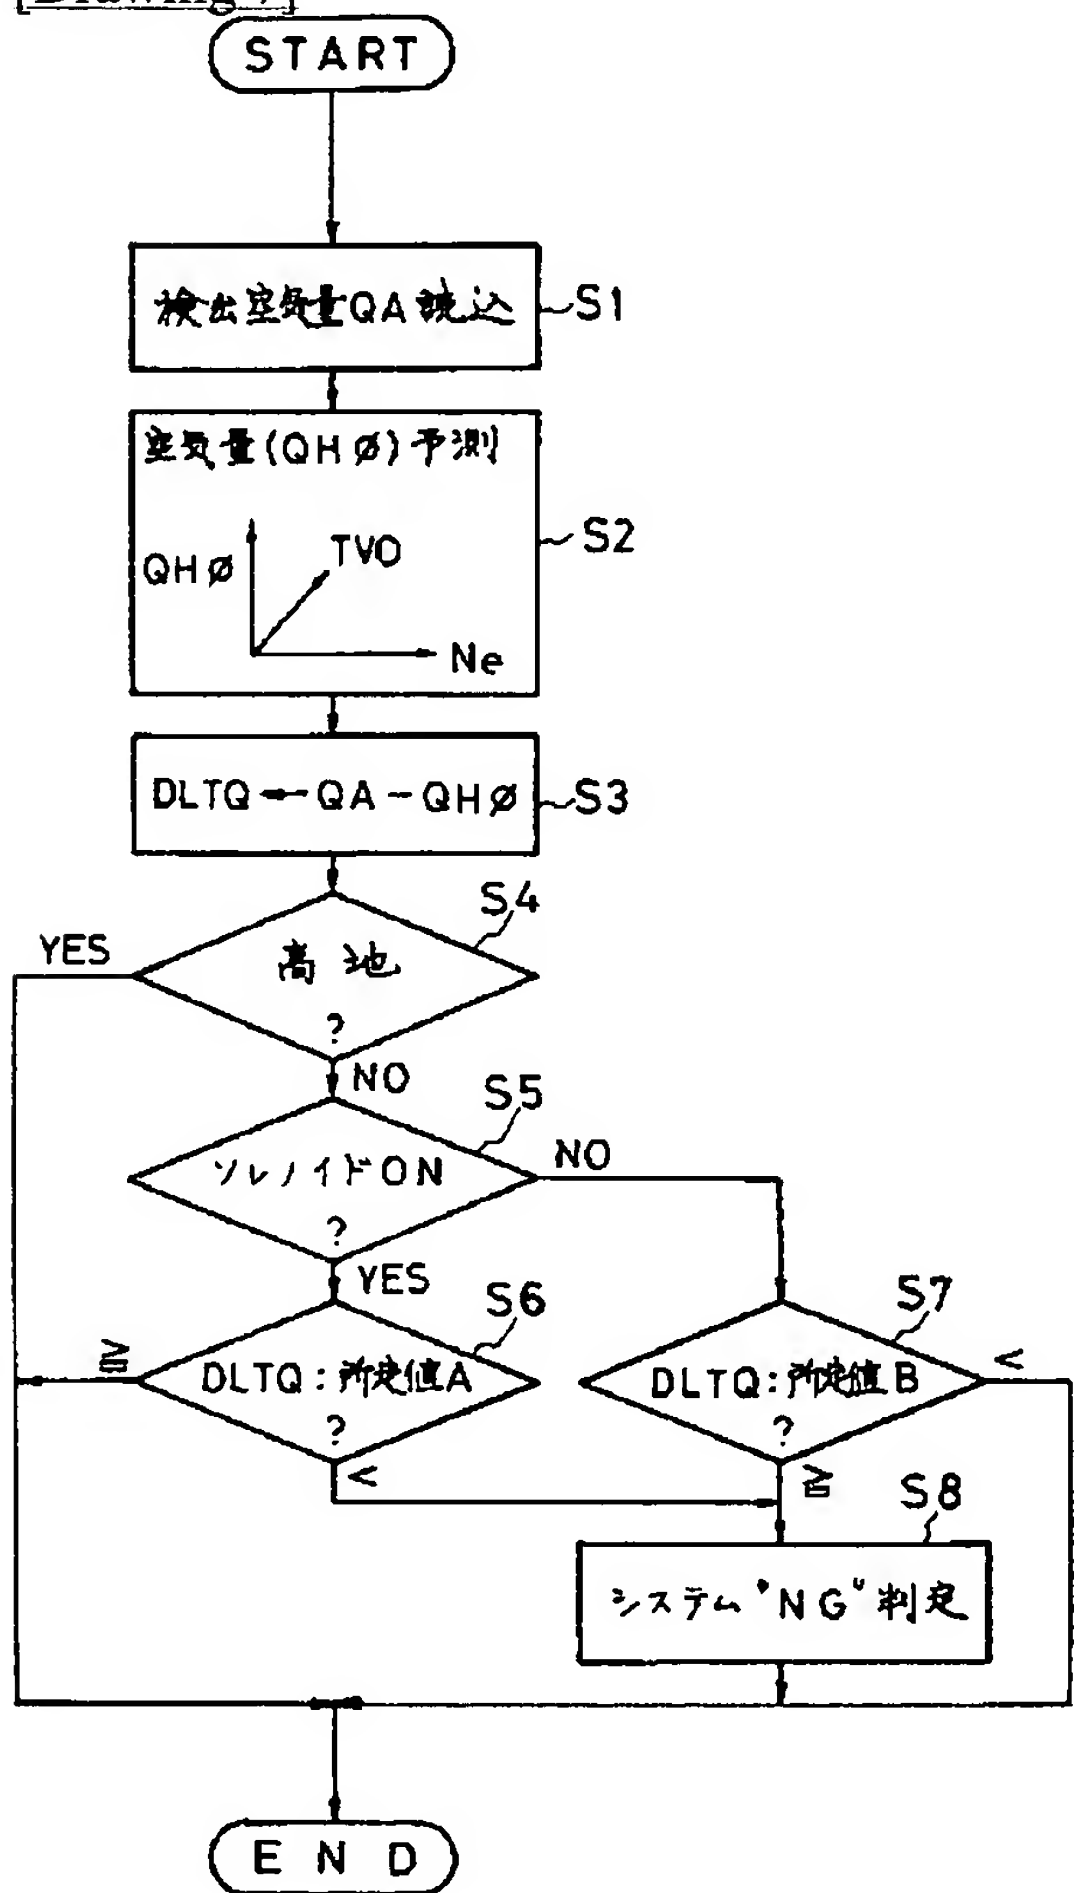 START
検出空気量QA読込
S1
空気量(QHφ)予測
QHφ
TVO
Ne
S2
DLTQ ← QA − QHφ
S3
S4
YES
高地
?
NO
S5
ソレノイドON
?
NO
YES
S6
≧
DLTQ:所定値A
?
<
S7
DLTQ:所定値B
?
<
≧
S8
システム"NG"判定
END